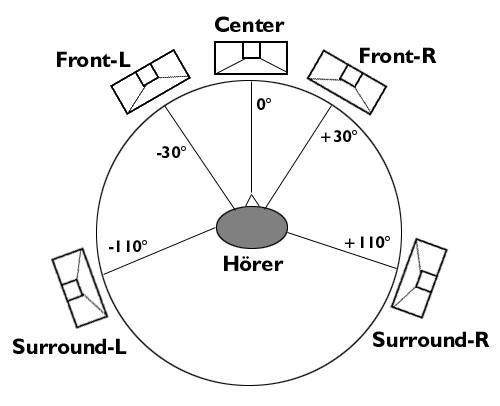 Center
Front-L
Front-R
0°
-30°
+30°
-110°
+110°
Hörer
Surround-L
Surround-R